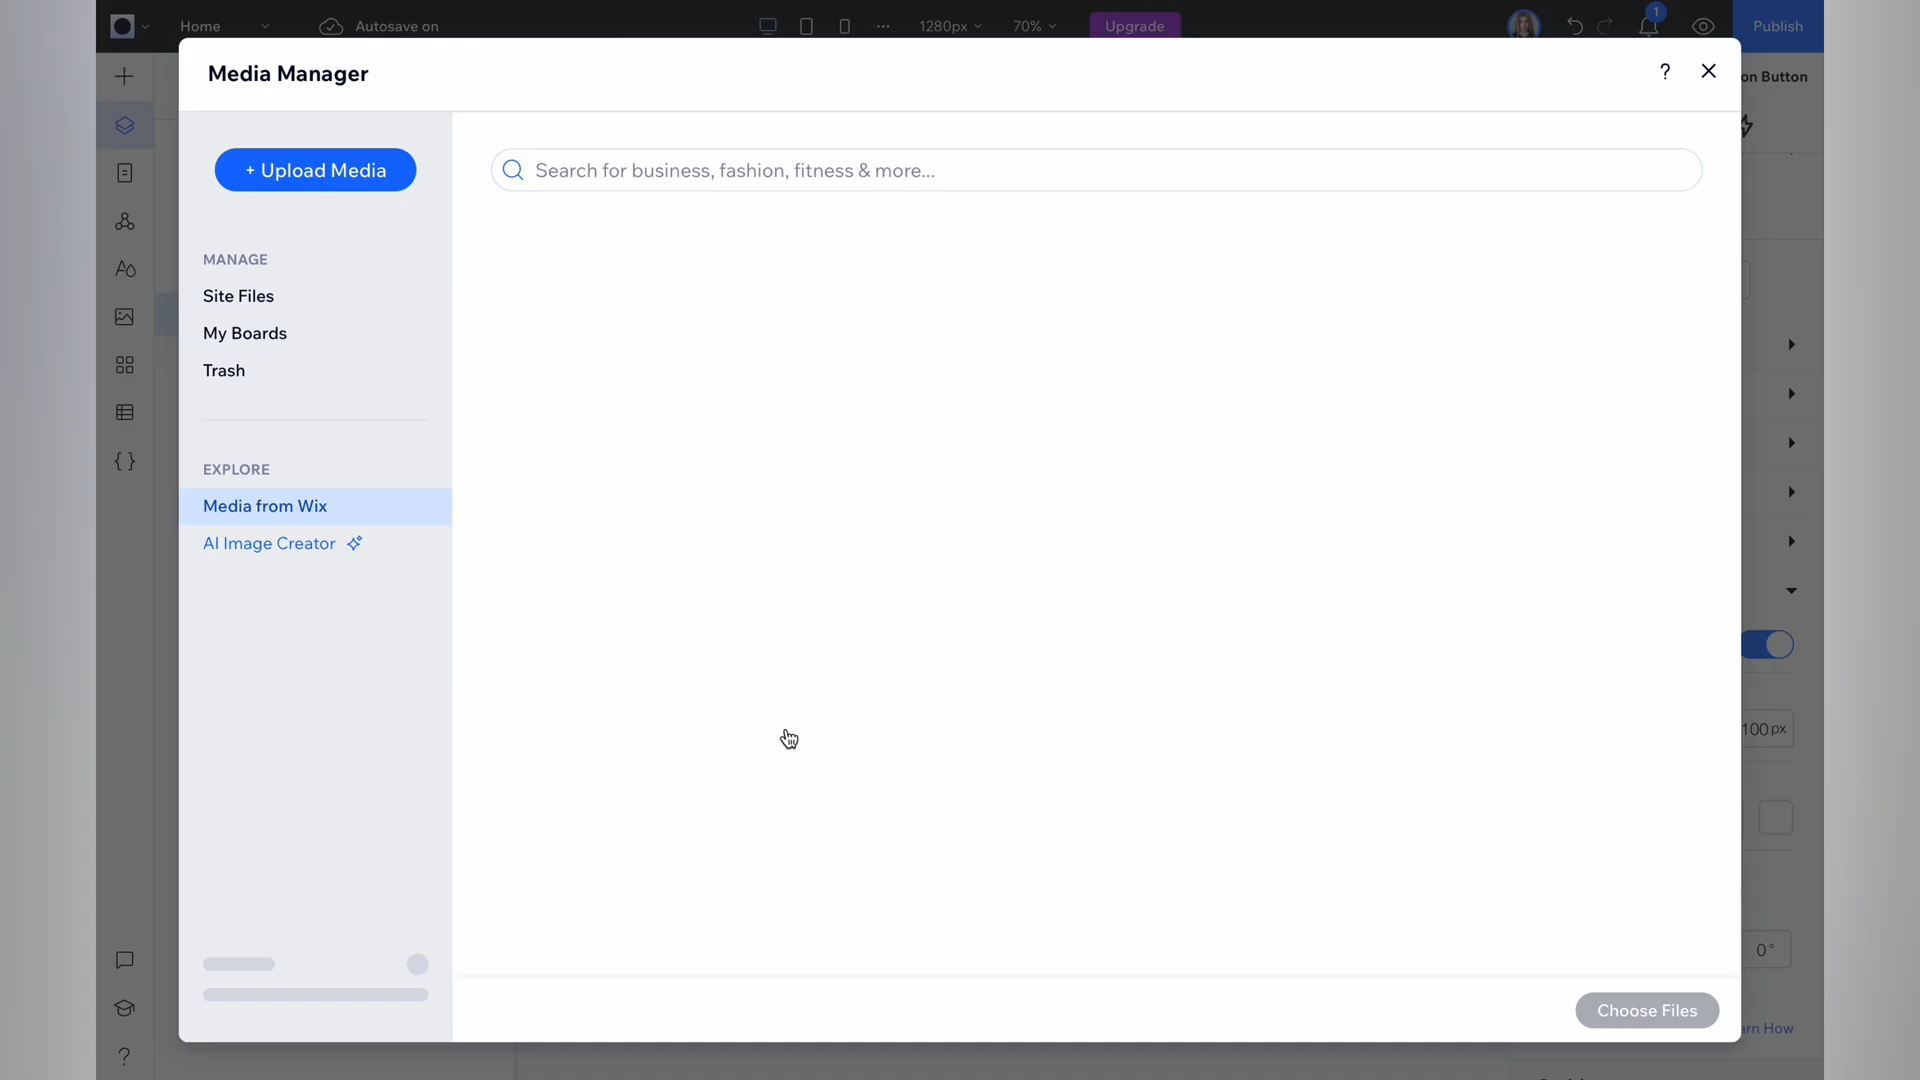 Home
Autosave on
1280px
70%
Upgrade
1
Publish
Media Manager
?
on Button
+ Upload Media
Search for business, fashion, fitness & more...
MANAGE
Site Files
My Boards
Trash
EXPLORE
Media from Wix
AI Image Creator
100 px
0°
Choose Files
arn How
?